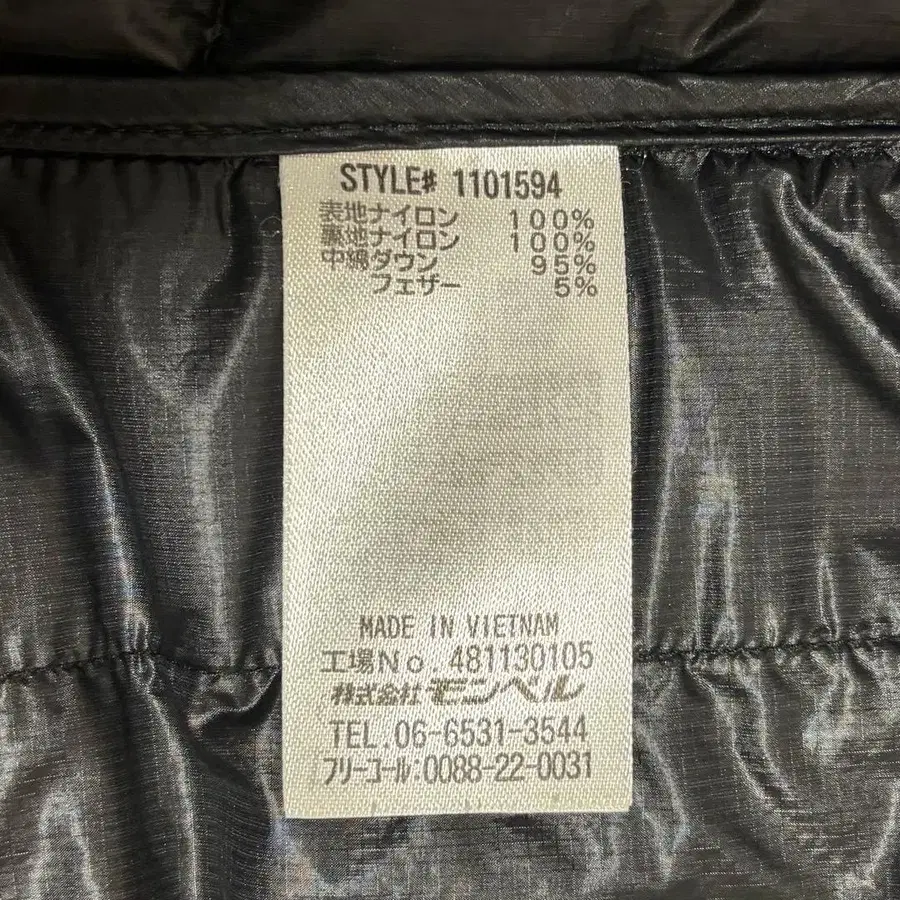 STYLE# 1101594
表地ナイロン 100%
裏地ナイロン 100%
中綿ダウン 95%
フェザー 5%
MADE IN VIETNAM
工場No. 481130105
株式会社モンベル
TEL.06-6531-3544
フリーコール:0088-22-0031